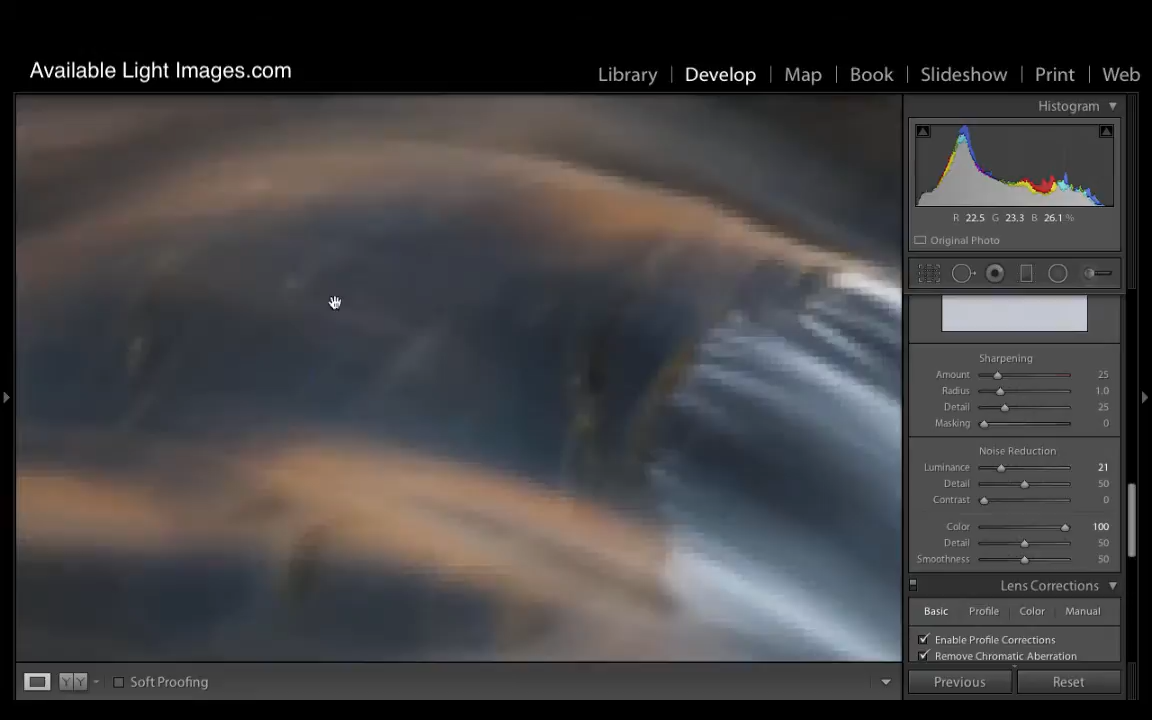 Available Light Images.com
Library | Develop | Map | Book | Slideshow | Print | Web
Histogram
R 22.5 G 23.3 B 26.1 %
Original Photo
Sharpening
Amount 25
Radius 1.0
Detail 25
Masking 0
Noise Reduction
Luminance 21
Detail 50
Contrast 0
Color 100
Detail 50
Smoothness 50
Lens Corrections
Basic Profile Color Manual
Enable Profile Corrections
Remove Chromatic Aberration
Y Y Soft Proofing
Previous Reset